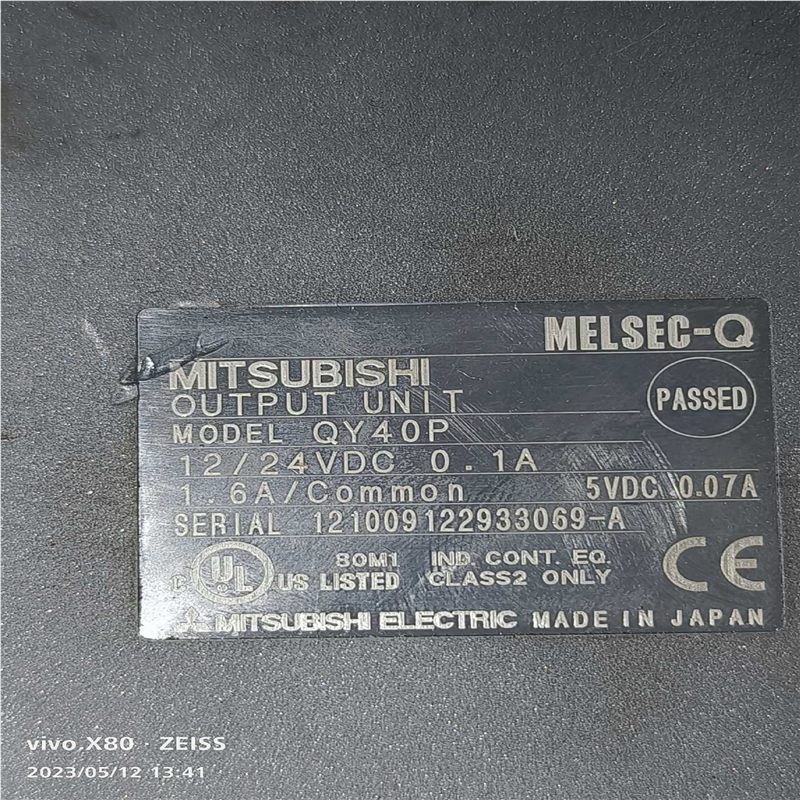 MELSEC-Q
MITSUBISHI
OUTPUT UNIT
PASSED
MODEL QY40P
12/24VDC 0.1A
1.6A/Common 5VDC 0.07A
SERIAL 121009122933069-A
C UL US LISTED 80M1 IND. CONT. EQ.
CLASS2 ONLY
CE
MITSUBISHI ELECTRIC MADE IN JAPAN
vivo X80 · ZEISS
2023/05/12 13:41